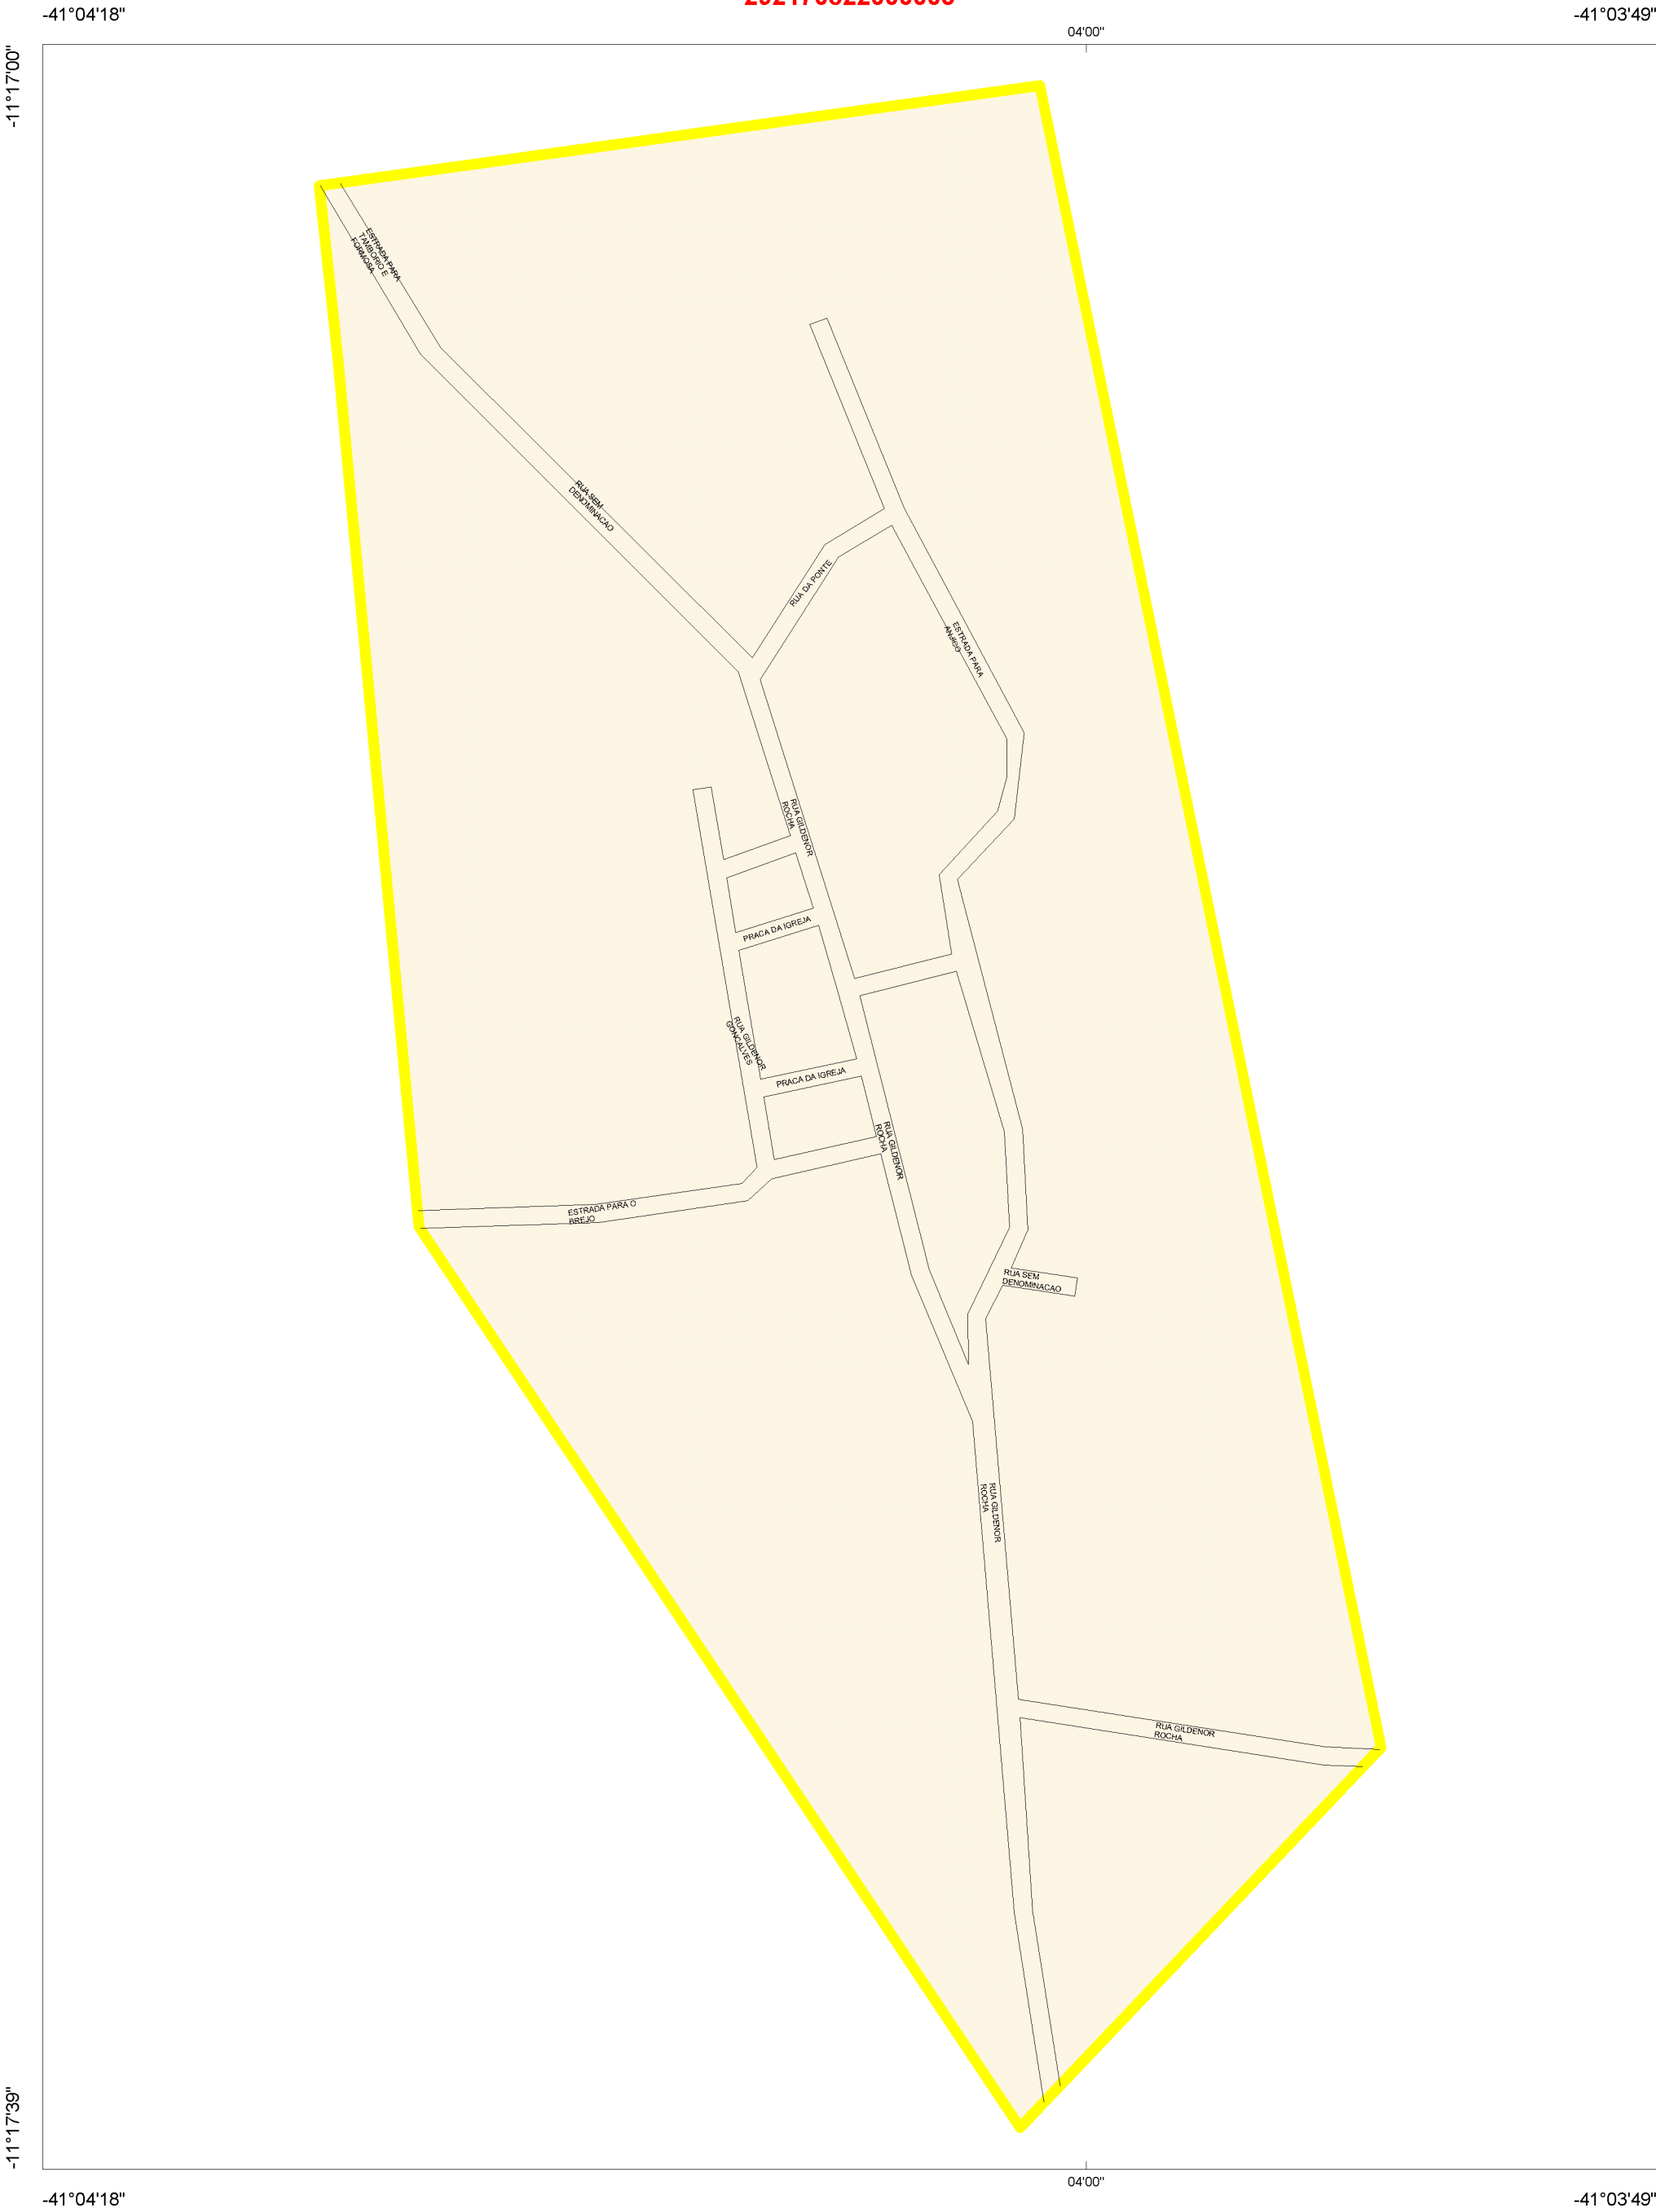 -41°04'18"
-41°03'49"
04'00"
-11°17'00"
ESTRADA PARA
TAMBORIO E
FORMOSA
RUA SEM
DENOMINACAO
RUA DA PONTE
ESTRADA PARA
ANJICO
RUA GILDENOR
ROCHA
PRACA DA IGREJA
RUA GILDENOR
GONCALVES
PRACA DA IGREJA
RUA GILDENOR
ROCHA
ESTRADA PARA O
BREJO
RUA SEM
DENOMINACAO
RUA GILDENOR
ROCHA
RUA GILDENOR
ROCHA
-11°17'39"
04'00"
-41°04'18"
-41°03'49"